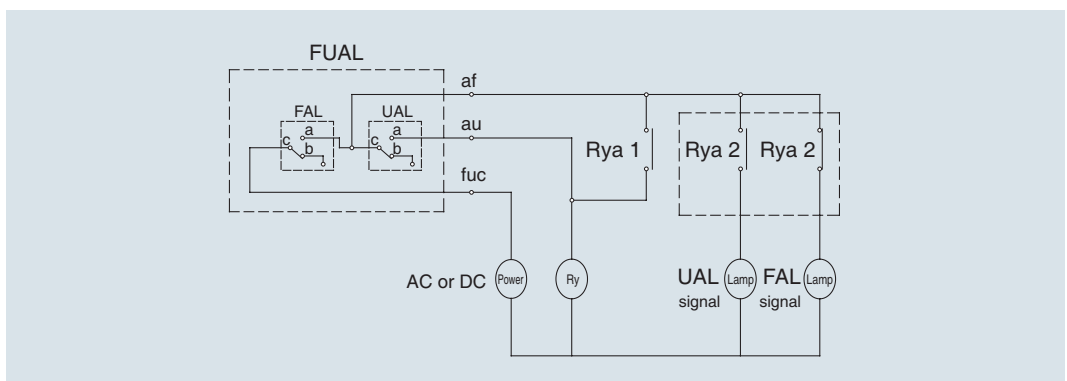 FUAL
af
FAL
UAL
c
a
b
c
a
b
au
fuc
Rya 1
Rya 2
Rya 2
AC or DC
Power
Ry
UAL
signal
Lamp
FAL
signal
Lamp